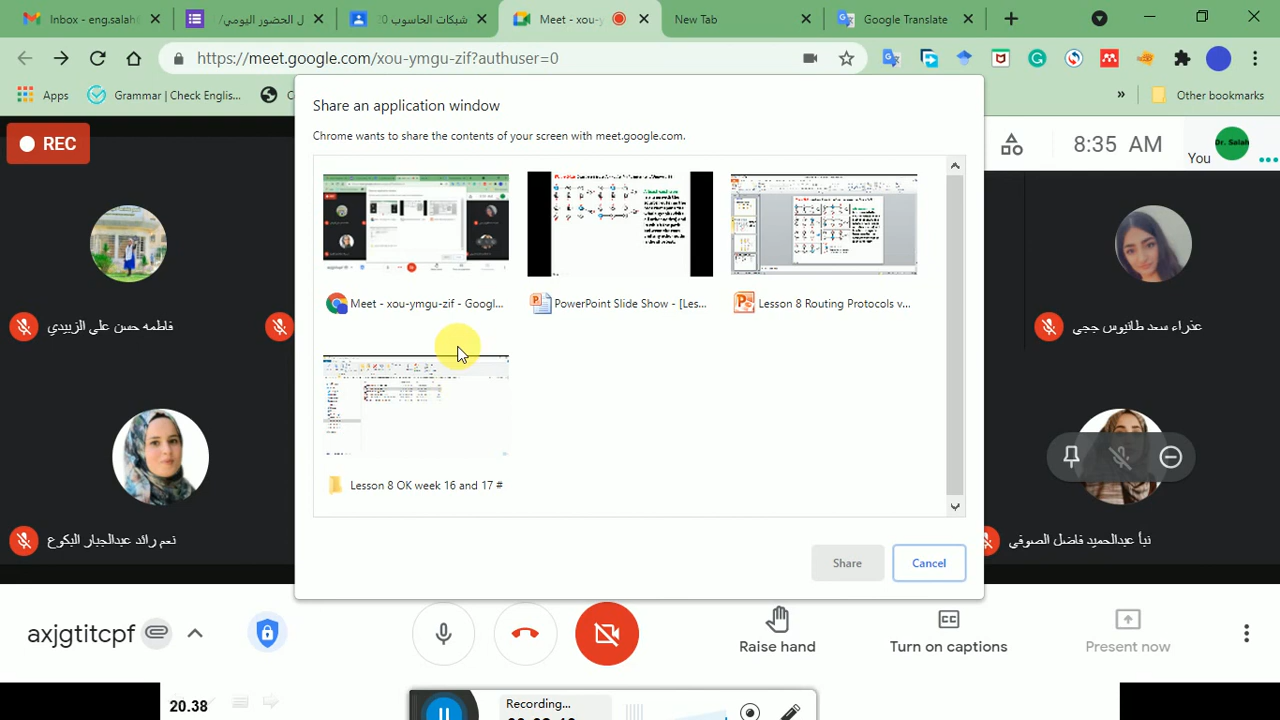 Inbox - eng.salah
ل الحضور اليومي/
شبكات الحاسوب 20
Meet - xou-y
New Tab
Google Translate
https://meet.google.com/xou-ymgu-zif?authuser=0
Apps
Grammar | Check Englis...
Other bookmarks
Share an application window
Chrome wants to share the contents of your screen with meet.google.com.
REC
8:35 AM
You
Dr. Salah
Meet - xou-ymgu-zif - Googl...
PowerPoint Slide Show - [Les...
Lesson 8 Routing Protocols v...
فاطمه حسن علي الزبيدي
عذراء سعد طانيوس ججي
Lesson 8 OK week 16 and 17 #
نعم رائد عبدالجبار البكوع
نبأ عبدالحميد فاضل الصوفي
Share
Cancel
axjgtitcpf
Raise hand
Turn on captions
Present now
20.38
Recording...